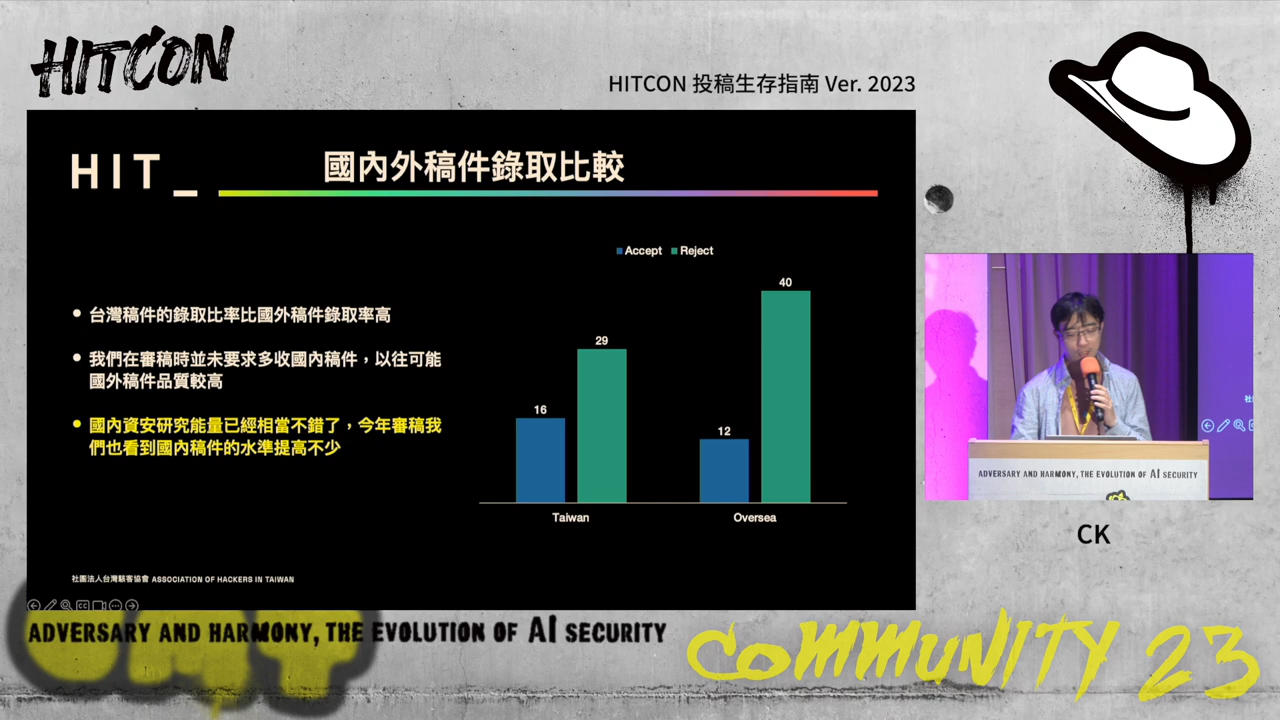 HITCON
HITCON 投稿生存指南 Ver. 2023
HIT_
國內外稿件錄取比較
Accept Reject
台灣稿件的錄取比率比國外稿件錄取率高
我們在審稿時並未要求多收國內稿件，以往可能
國外稿件品質較高
國內資安研究能量已經相當不錯了，今年審稿我
們也看到國內稿件的水準提高不少
16
29
12
40
Taiwan
Oversea
社團法人台灣駭客協會 ASSOCIATION OF HACKERS IN TAIWAN
ADVERSARY AND HARMONY, THE EVOLUTION OF AI SECURITY
CK
ADVERSARY AND HARMONY, THE EVOLUTION OF AI SECURITY
COMMUNITY 23